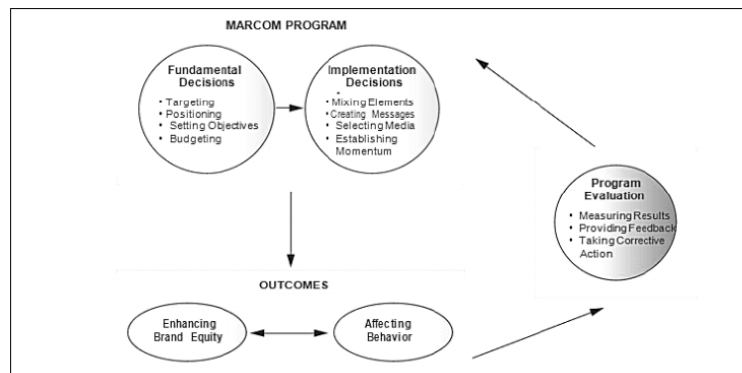 MARCOM PROGRAM
Fundamental
Decisions
• Targeting
• Positioning
• Setting Objectives
• Budgeting
Implementation
Decisions
•
• Mixing Elements
• Creating Messages
• Selecting Media
• Establishing
Momentum
Program
Evaluation
• Measuring Results
• Providing Feedback
• Taking Corrective
Action
OUTCOMES
Enhancing
Brand Equity
Affecting
Behavior